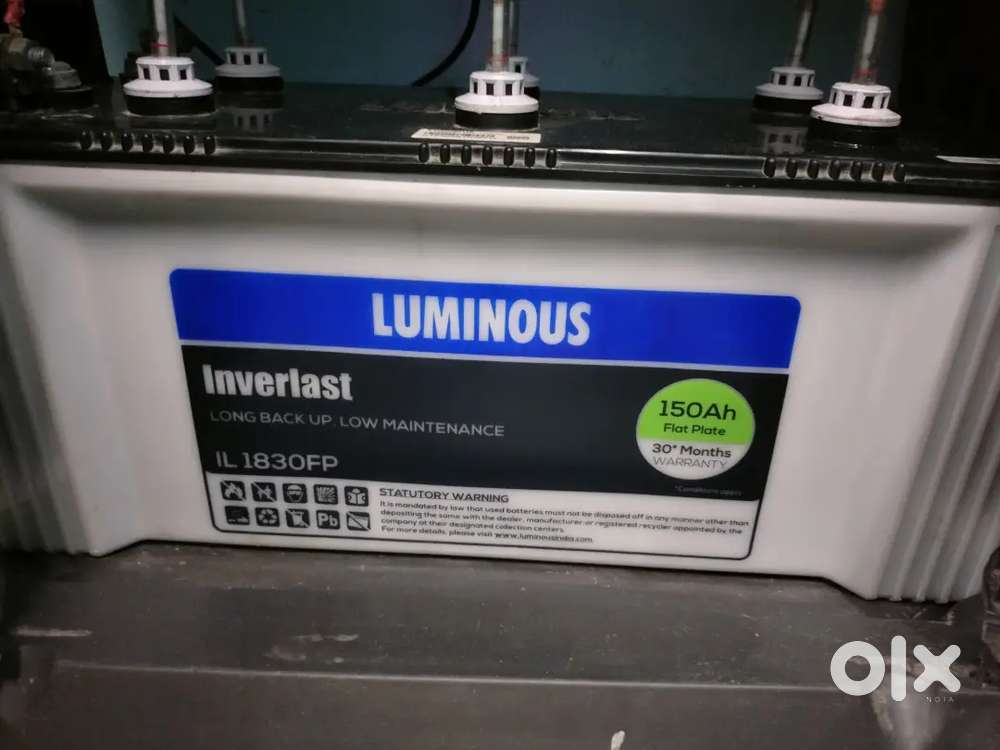 LUMINOUS
Inverlast
LONG BACK UP, LOW MAINTENANCE
IL 1830FP
150Ah
Flat Plate
30* Months
WARRANTY
*Conditions apply
Pb
STATUTORY WARNING
It is mandated by law that used batteries must not be disposed off in any manner other than
depositing the same with the dealer, manufacturer or registered recycler appointed by the
company at their designated collection centers.
For more details, please visit www.luminousindia.com
olx
INDIA